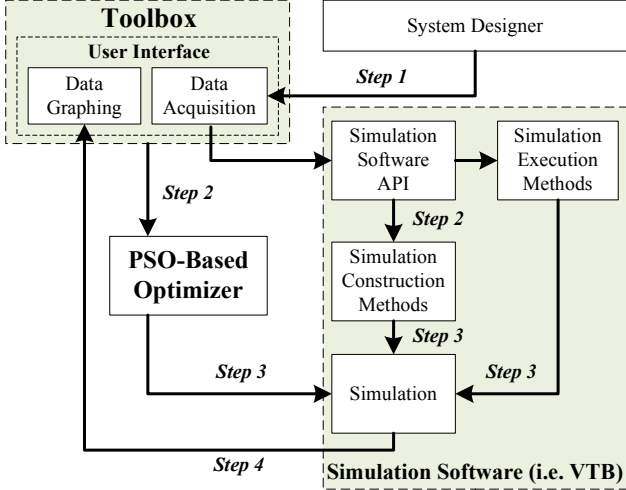 Toolbox
System Designer
User Interface
Step 1
Data
Graphing
Data
Acquisition
Simulation
Software
API
Simulation
Execution
Methods
Step 2
Step 2
PSO-Based
Optimizer
Simulation
Construction
Methods
Step 3
Step 3
Step 3
Simulation
Step 4
Simulation Software (i.e. VTB)